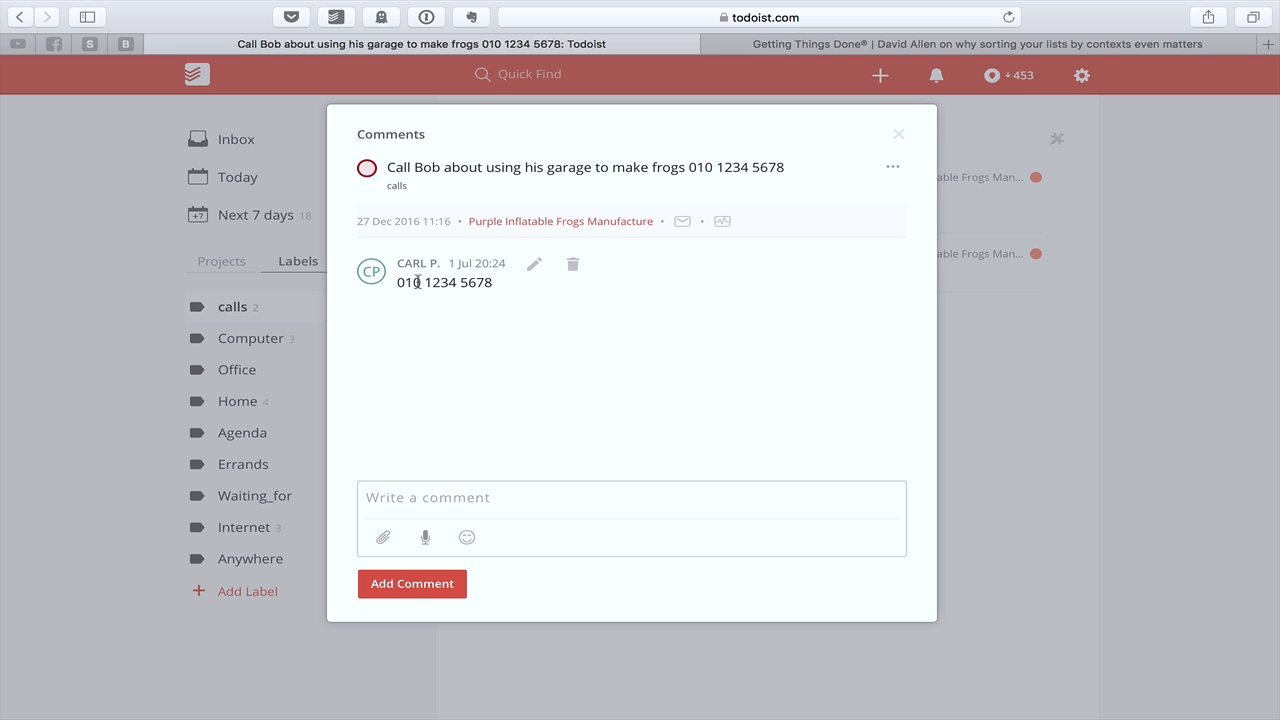 todoist.com
S
B
Call Bob about using his garage to make frogs 010 1234 5678: Todoist
Getting Things Done® | David Allen on why sorting your lists by contexts even matters
Quick Find
453
Inbox
Today
+7
Next 7 days 18
Projects
Labels
calls 2
Computer 3
Office
Home 4
Agenda
Errands
Waiting_for
Internet 3
Anywhere
Add Label
Comments
Call Bob about using his garage to make frogs 010 1234 5678
calls
27 Dec 2016 11:16 • Purple Inflatable Frogs Manufacture
CP
CARL P. 1 Jul 20:24
010 1234 5678
Write a comment
Add Comment
able Frogs Man...
able Frogs Man...